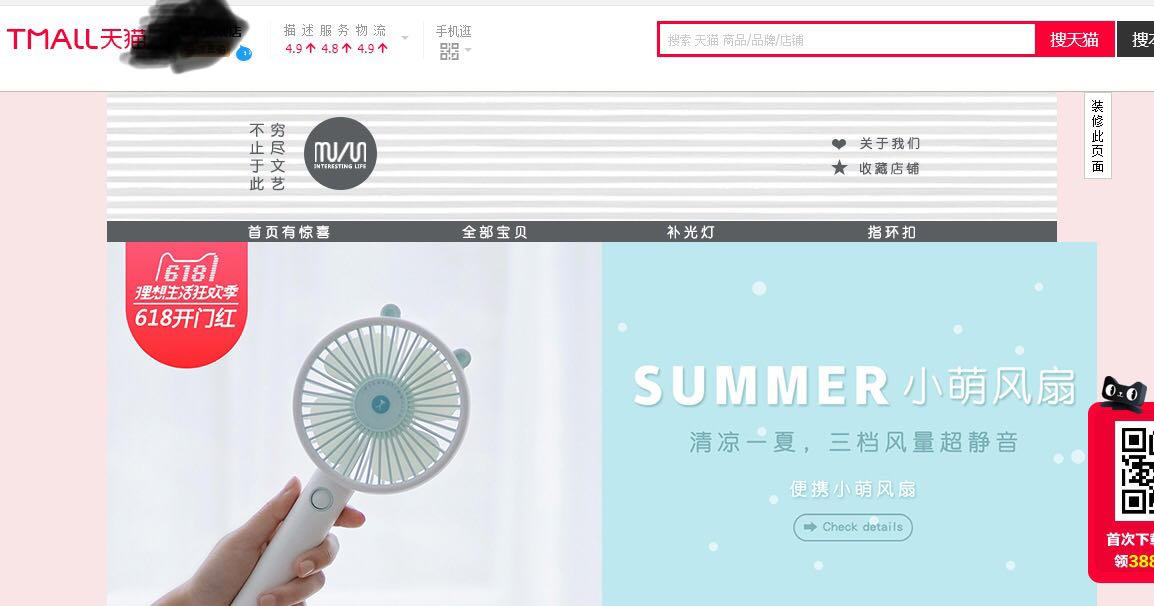 TMALL天猫
描述 服务 物流
4.9 4.8 4.9
手机逛
搜索 天猫 商品/品牌/店铺
搜天猫
装修此页面
穷尽文艺
不止于此
INTERESTING LIFE
关于我们
收藏店铺
首页有惊喜
全部宝贝
补光灯
指环扣
618
理想生活狂欢季
618开门红
SUMMER 小萌风扇
清凉一夏，三档风量超静音
便携小萌风扇
Check details
首次下
领388